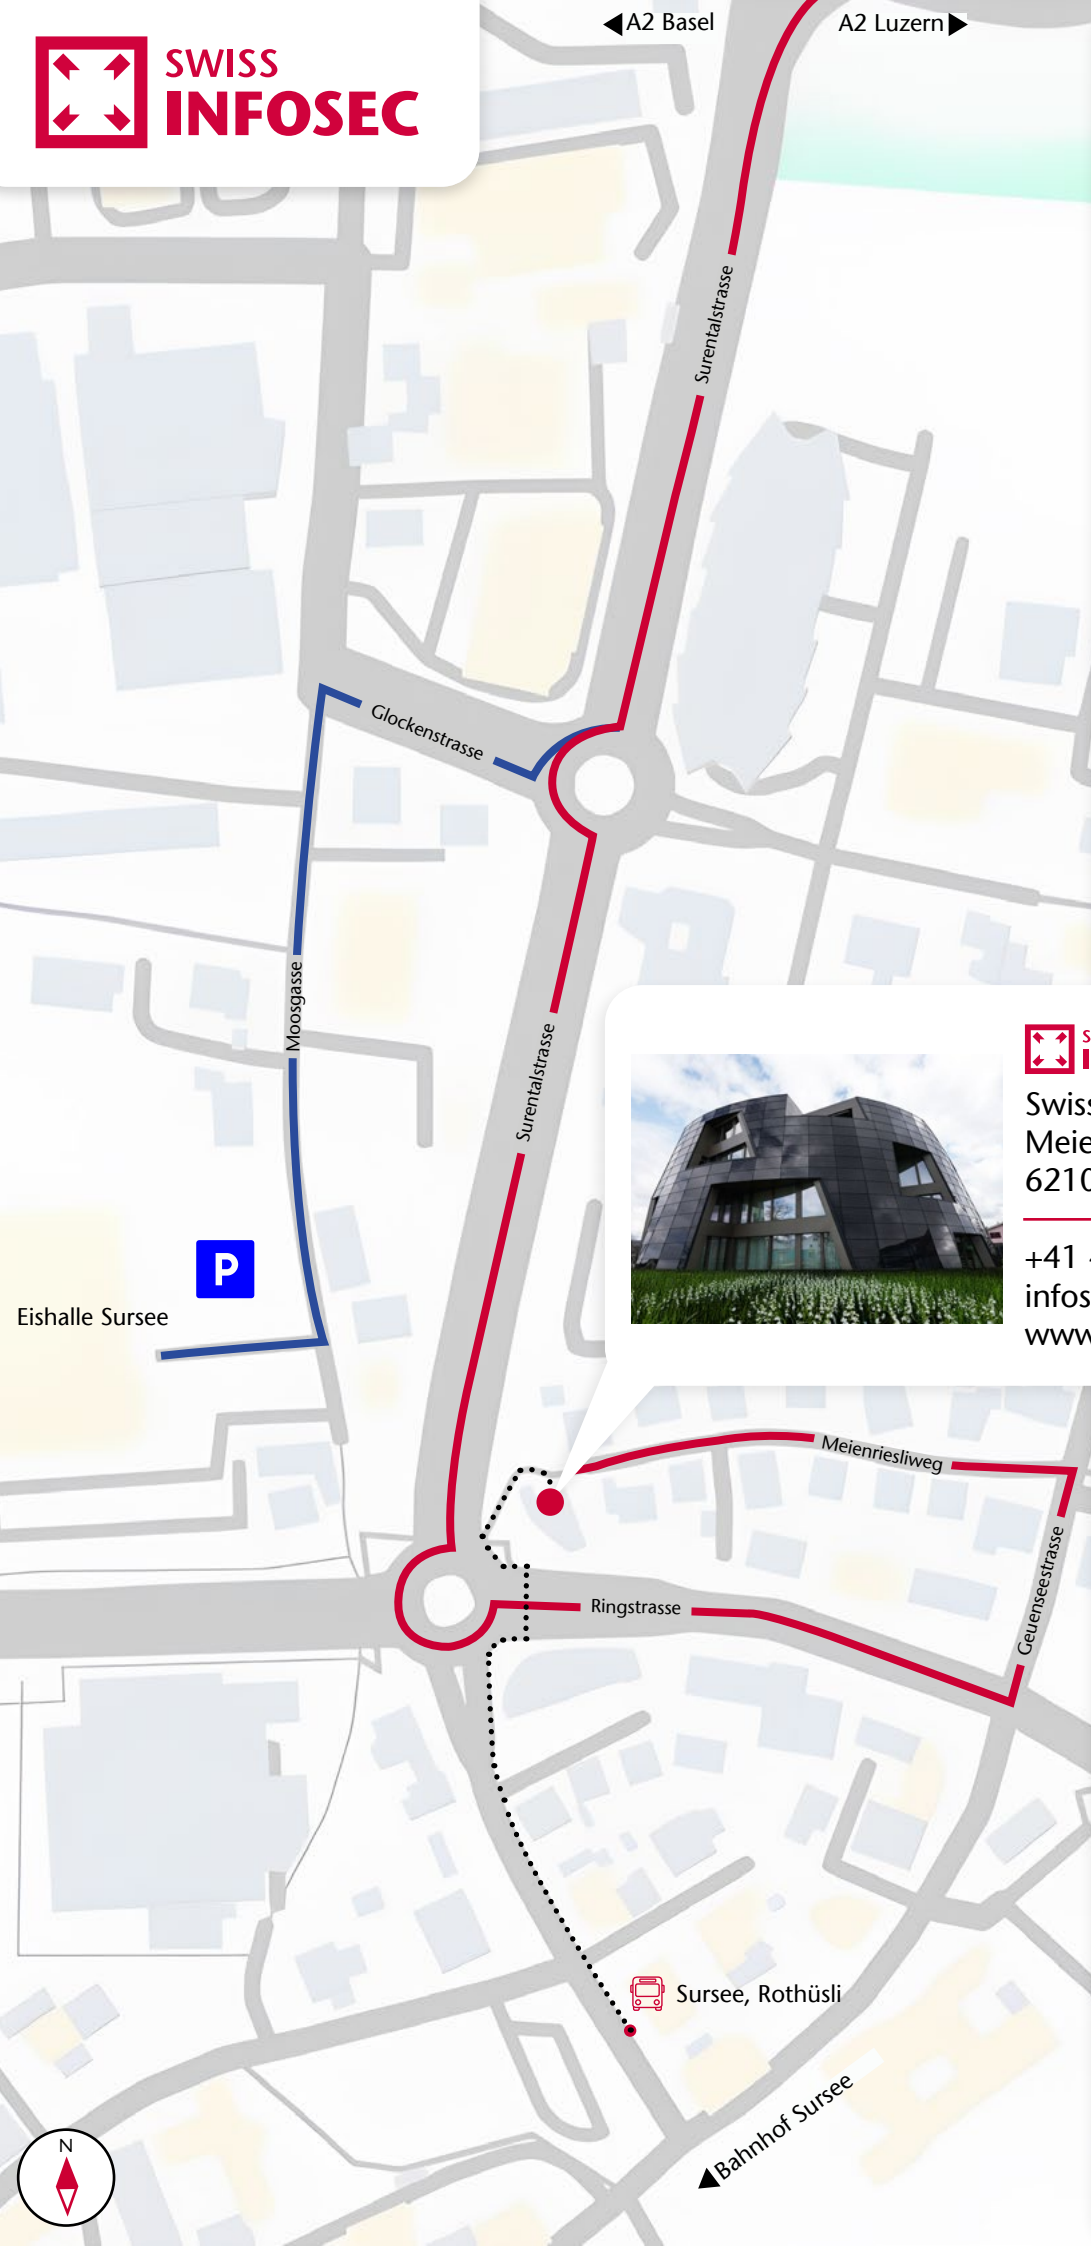 A2 Basel
A2 Luzern
SWISS
INFOSEC
Surentalstrasse
Glockenstrasse
Moosgasse
Surentalstrasse
6210
+41
Eishalle Sursee
P
Meienriesliweg
Geuenseestrasse
Ringstrasse
Sursee, Rothüsli
Bahnhof Sursee
N